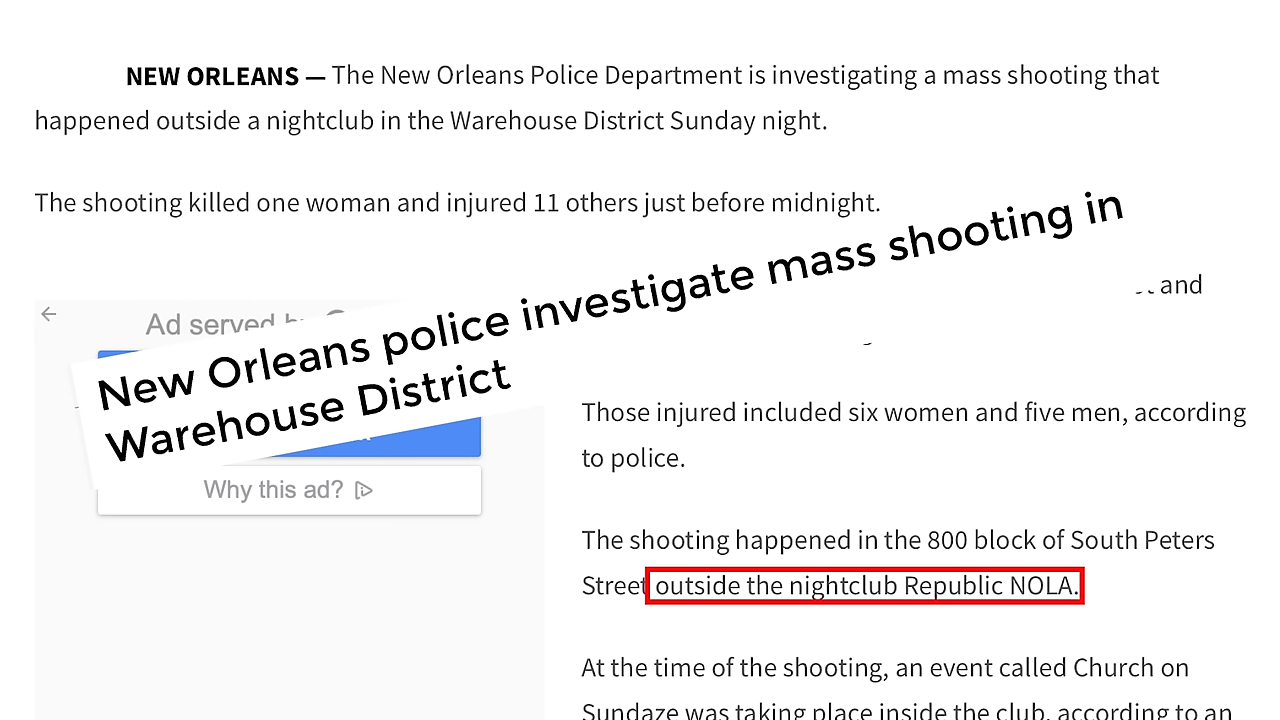 NEW ORLEANS — The New Orleans Police Department is investigating a mass shooting that
happened outside a nightclub in the Warehouse District Sunday night.
The shooting killed one woman and injured 11 others just before midnight.
and
Ad served
New Orleans police investigate mass shooting in
Warehouse District
Why this ad?
Those injured included six women and five men, according
to police.
The shooting happened in the 800 block of South Peters
Street outside the nightclub Republic NOLA.
At the time of the shooting, an event called Church on
Sundaze was taking place inside the club, according to an